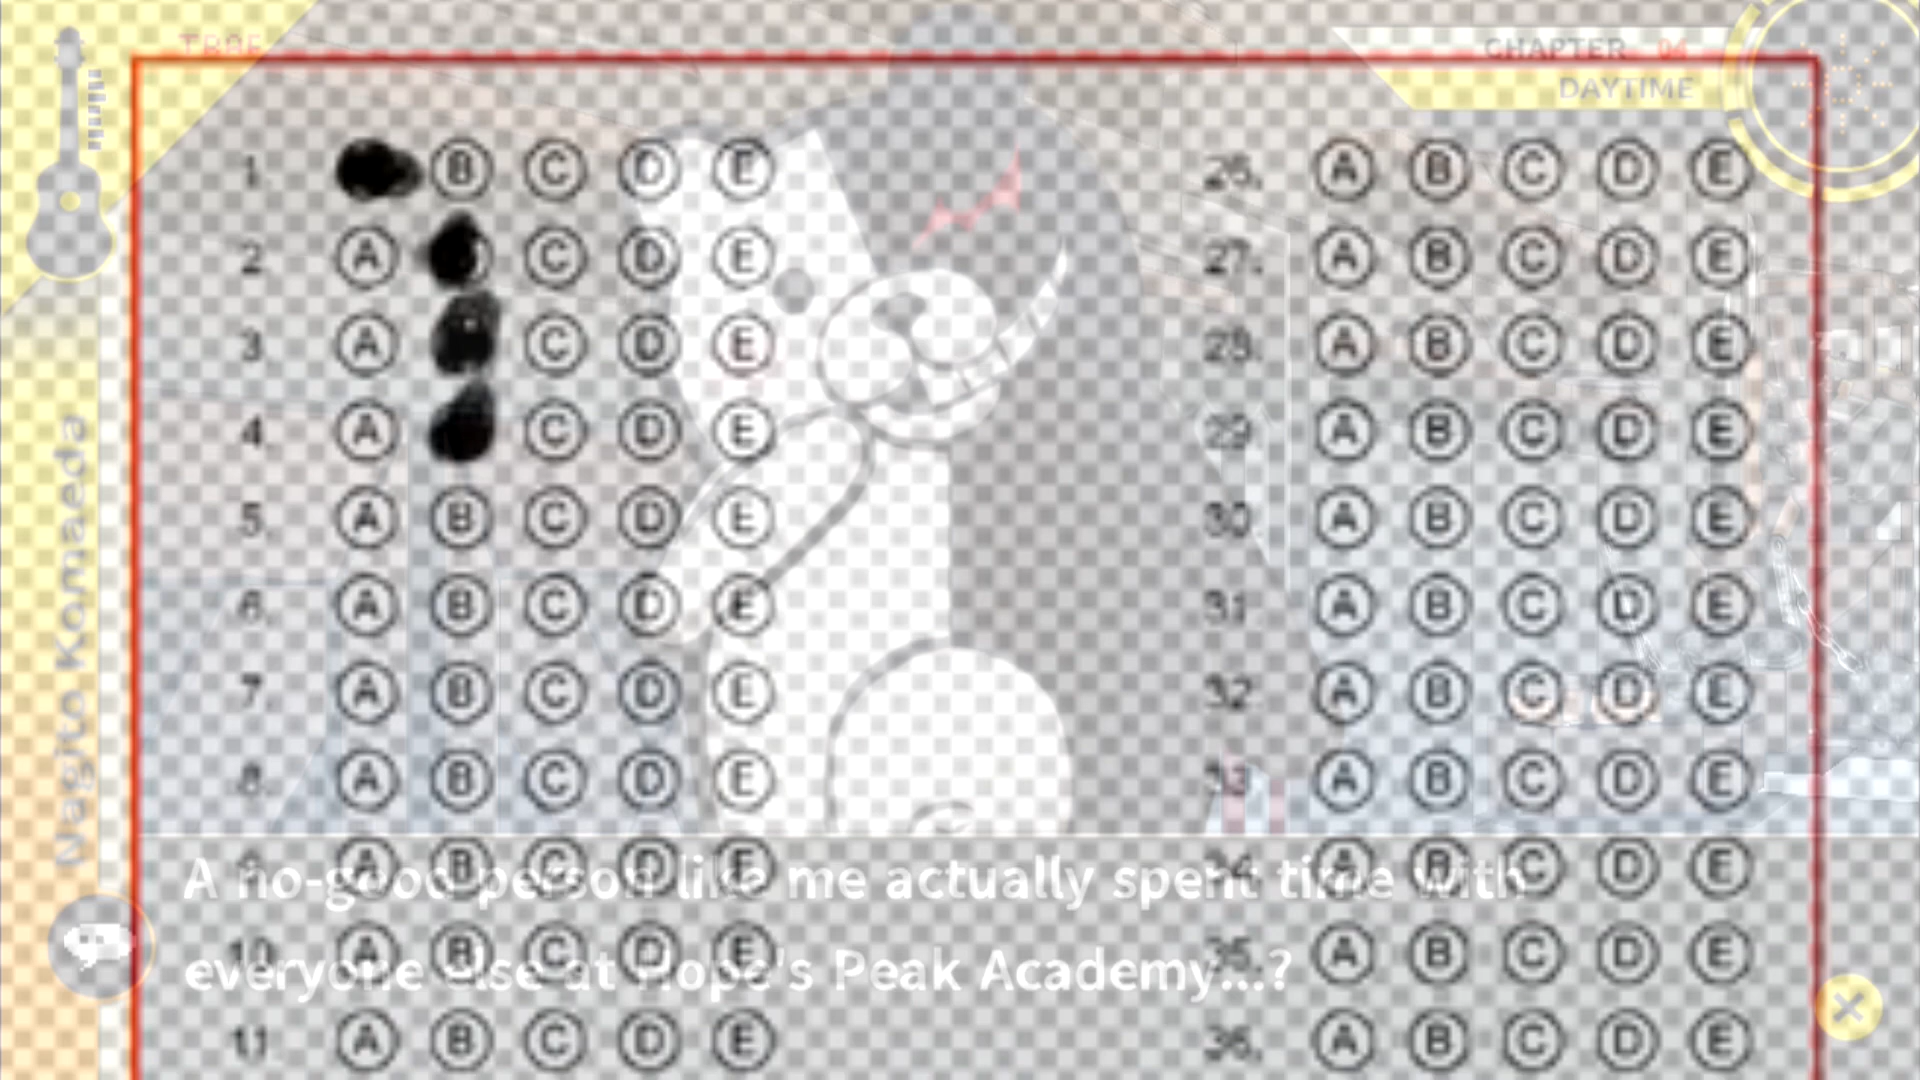 TRAE
CHAPTER 04
DAYTIME
1. B C D E
2 A C D E
3 A C D E
4 A C D E
5. A B C D E
6. A B C D E
7. A B C D E
8. A B C D E
9. A B C D E
10. A B C D E
11. A B C D E
26. A B C D E
27. A B C D E
28. A B C D E
29. A B C D E
30. A B C D E
31 A B C D E
32 A B C D E
33 A B C D E
34 A B C D E
35. A B C D E
36. A B C D E
Nagito Komaeda
A no-good person like me actually spent time with
everyone else at Hope's Peak Academy...?